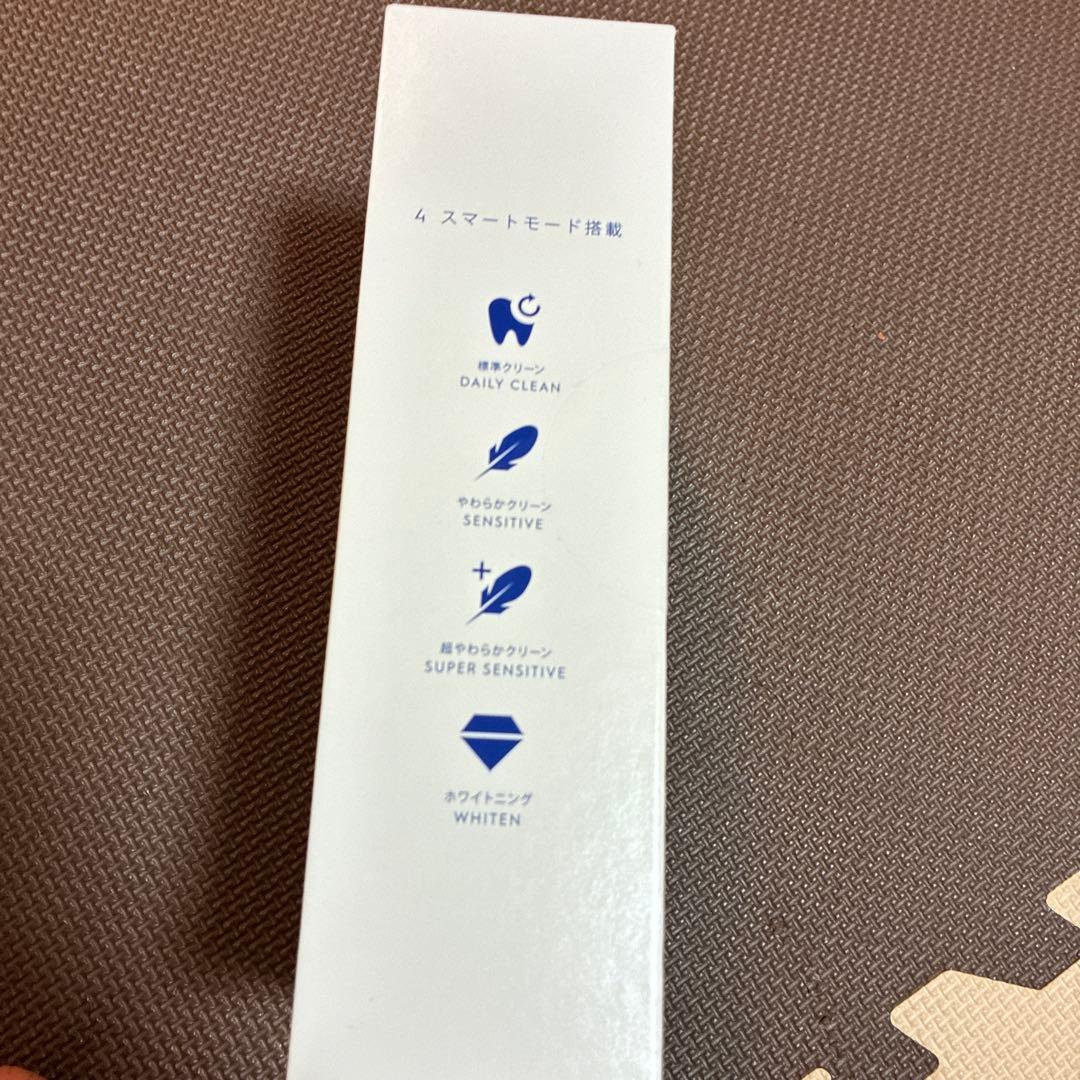 4 スマートモード搭載
標準クリーン
DAILY CLEAN
やわらかクリーン
SENSITIVE
超やわらかクリーン
SUPER SENSITIVE
ホワイトニング
WHITEN